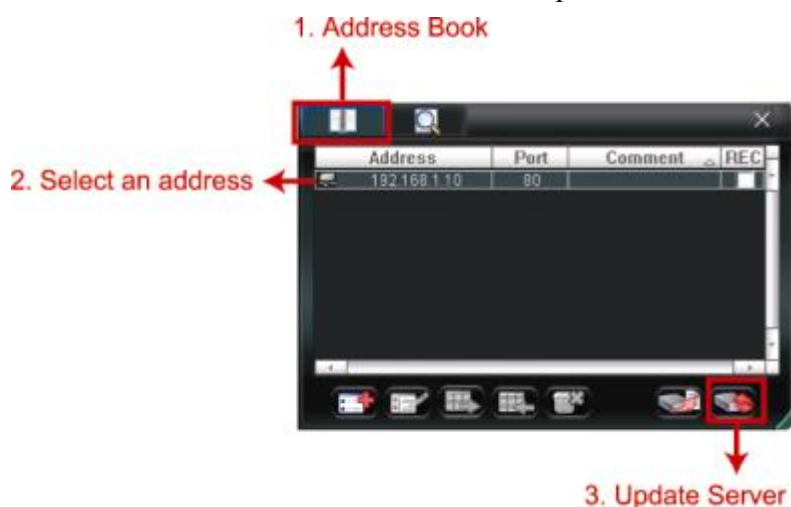 1. Address Book
Address Port Comment REC
2. Select an address
192.168.1.10 80
3. Update Server